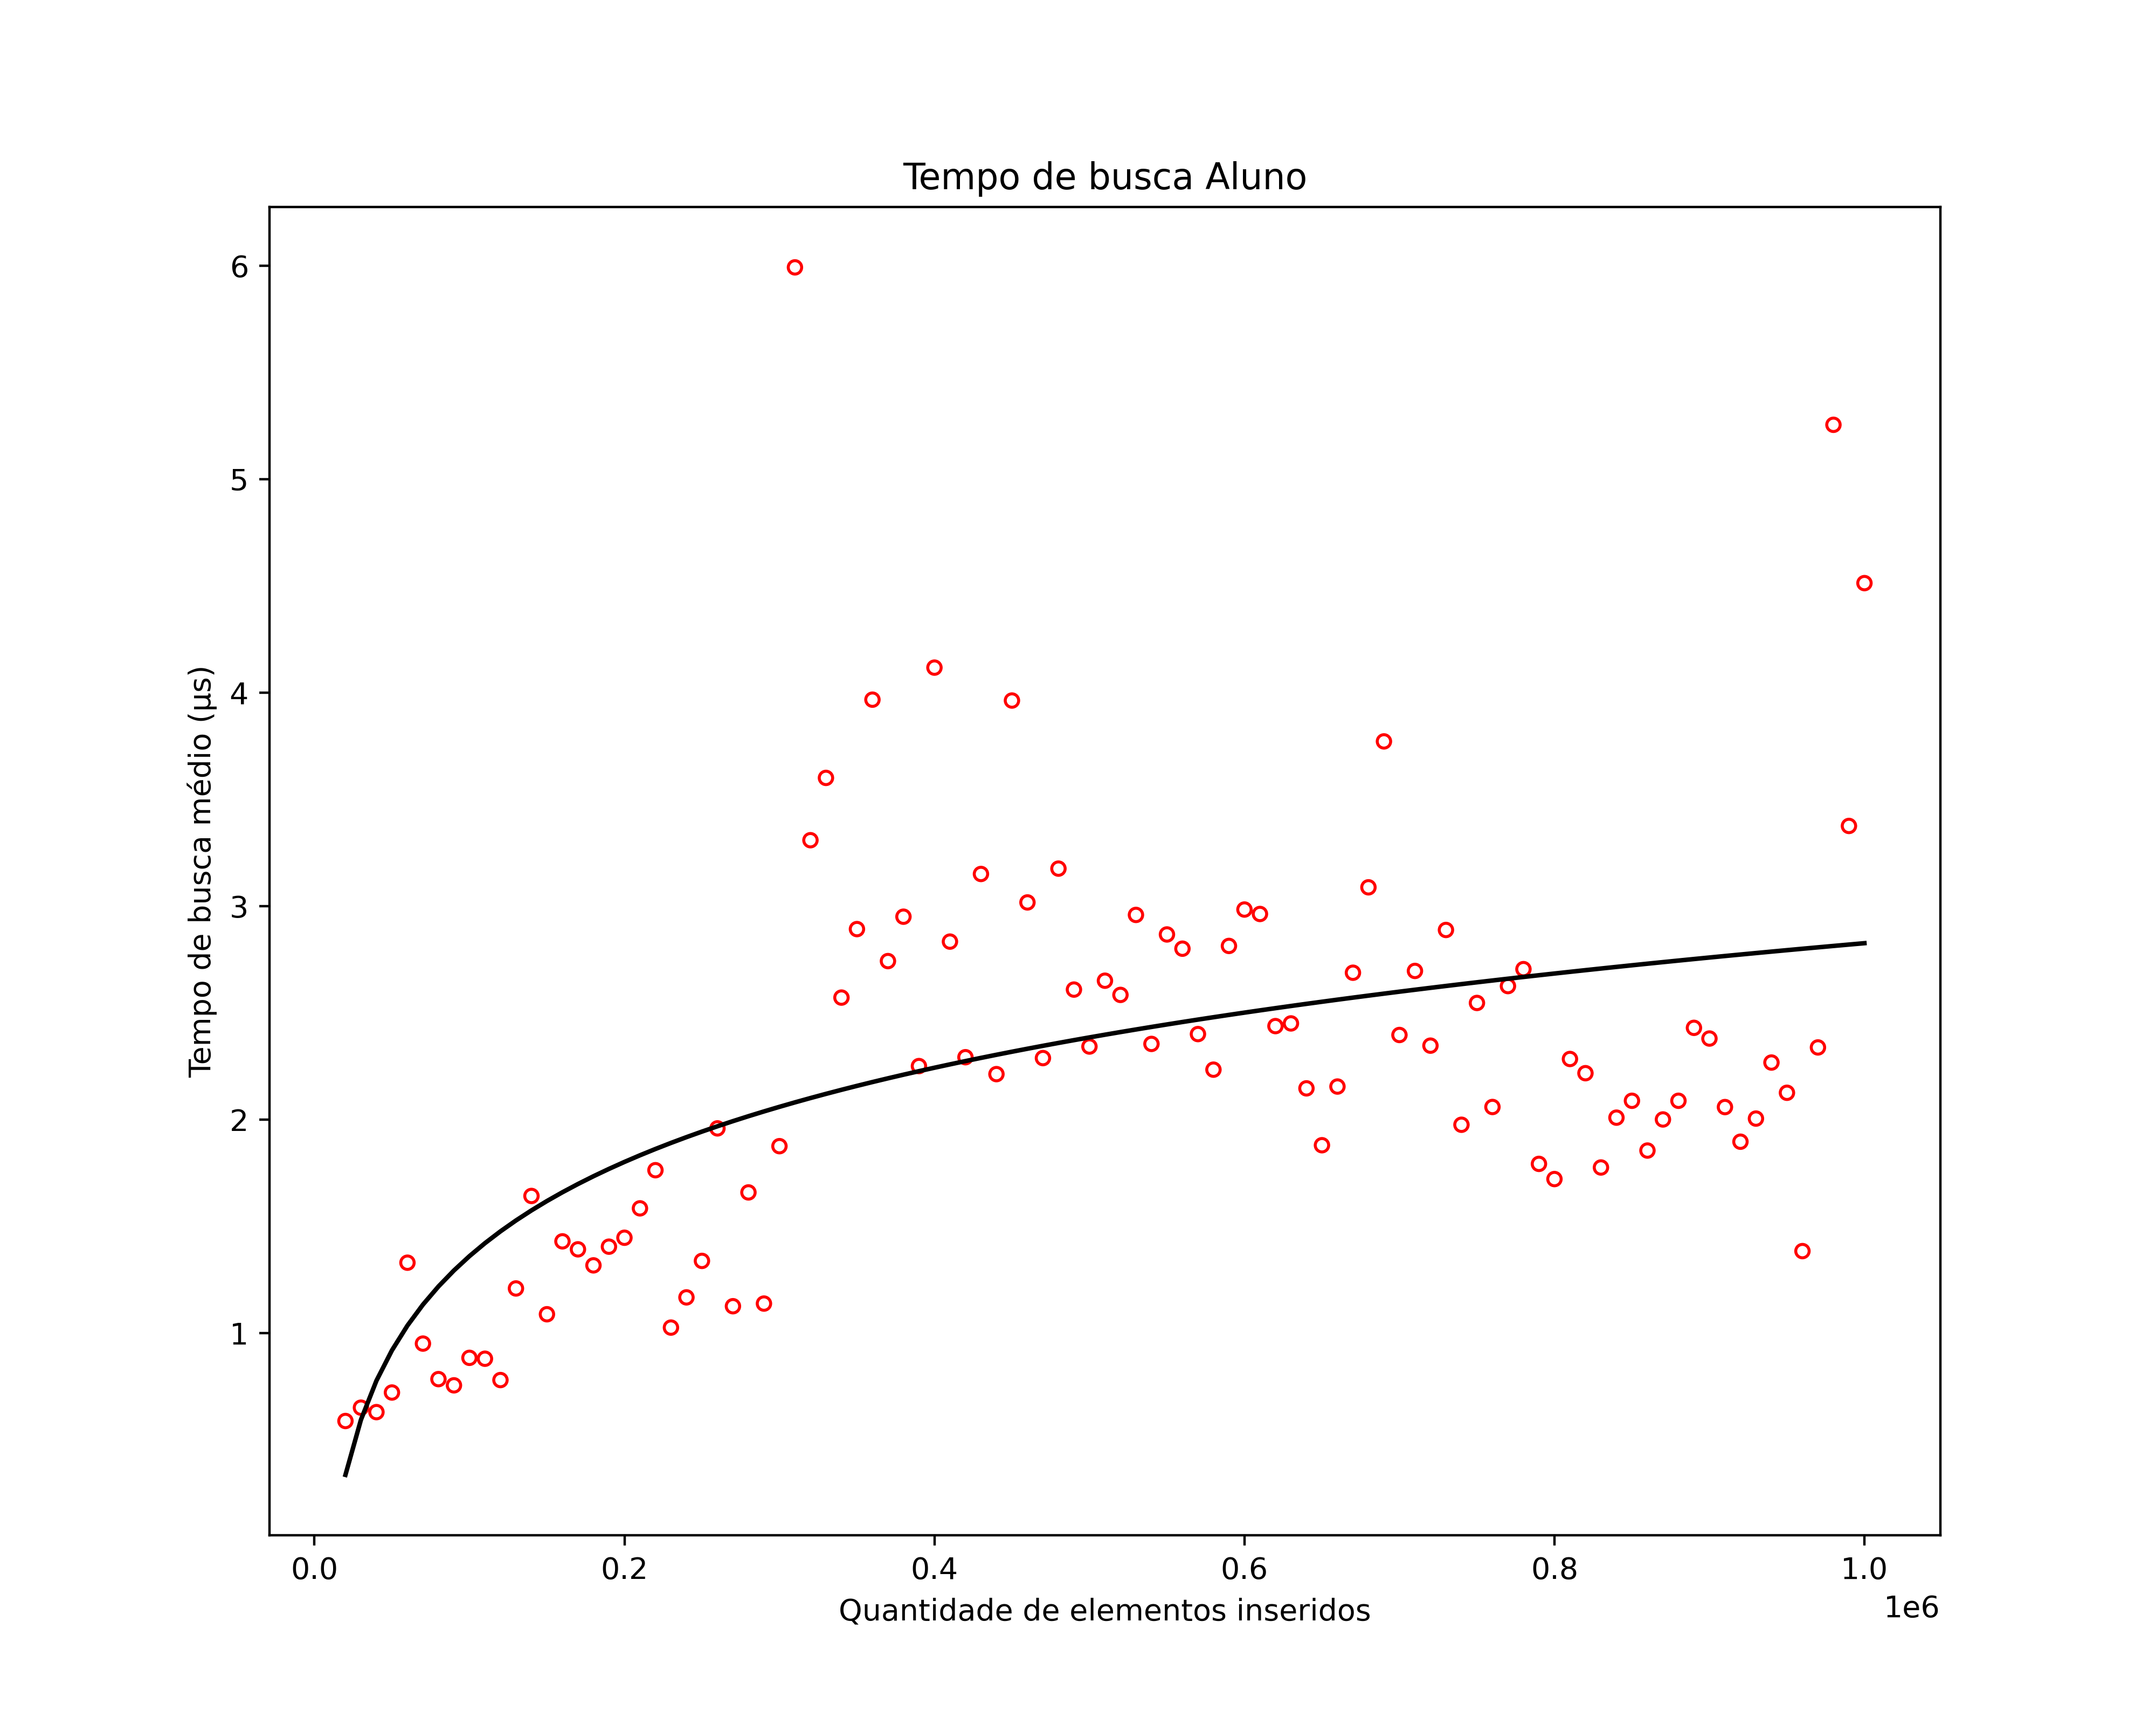 Tempo de busca Aluno
Tempo de busca médio (µs)
6
5
4
3
2
1
0.0 0.2 0.4 0.6 0.8 1.0
Quantidade de elementos inseridos
1e6